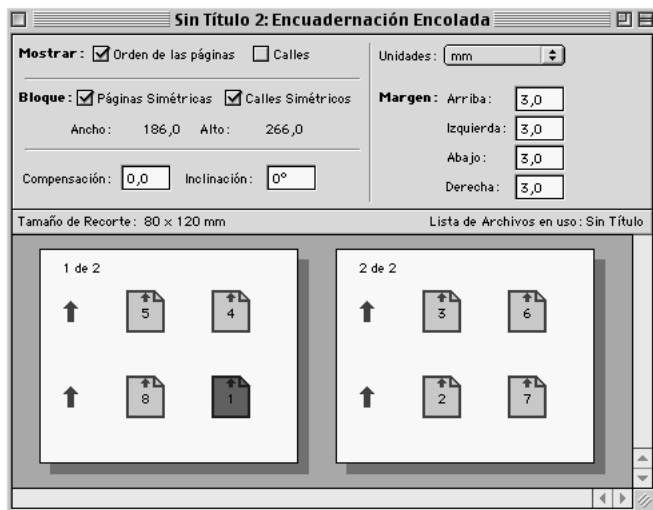 Sin Título 2: Encuadernación Encolada
Mostrar: Orden de las páginas Calles
Unidades: mm
Bloque: Páginas Simétricas Calles Simétricos
Margen: Arriba: 3,0
Ancho: 186,0 Alto: 266,0
Izquierda: 3,0
Abajo: 3,0
Compensación: 0,0 Inclinación: 0°
Derecha: 3,0
Tamaño de Recorte: 80 x 120 mm
Lista de Archivos en uso: Sin Título
1 de 2
5 4
8 1
2 de 2
3 6
2 7